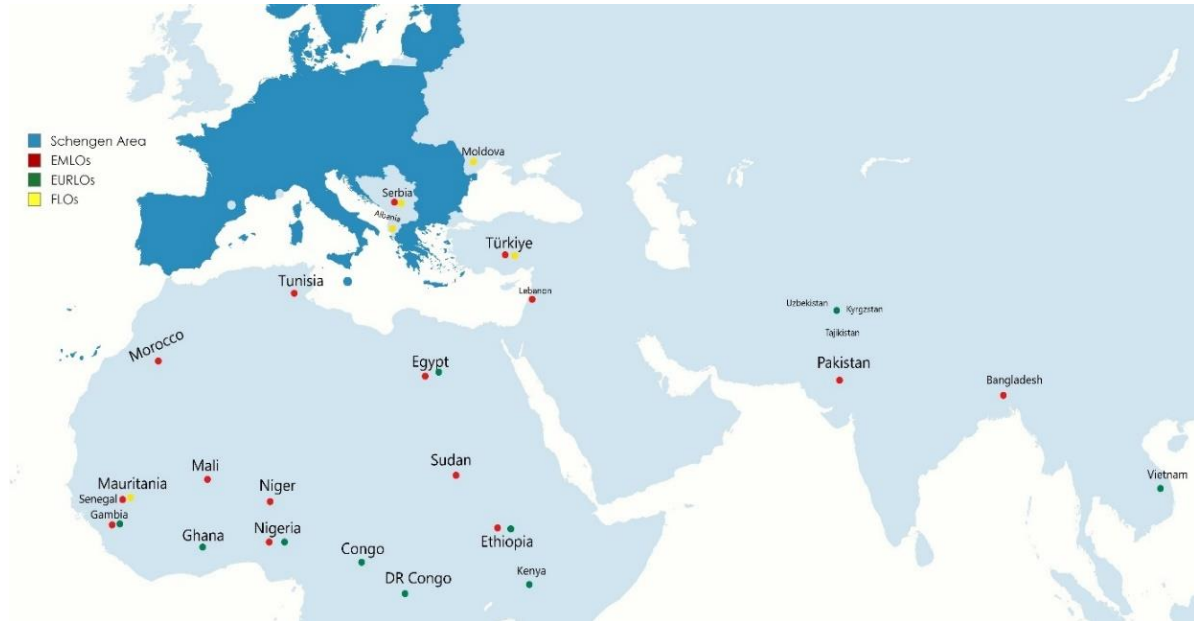 Schengen Area
EMLOs
EURLOs
FLOs
Moldova
Serbia
Albania
Türkiye
Tunisia
Lebanon
Morocco
Egypt
Uzbekistan
Kyrgzstan
Tajikistan
Pakistan
Bangladesh
Mali
Sudan
Mauritania
Niger
Senegal
Vietnam
Gambia
Ghana
Nigeria
Ethiopia
Congo
DR Congo
Kenya